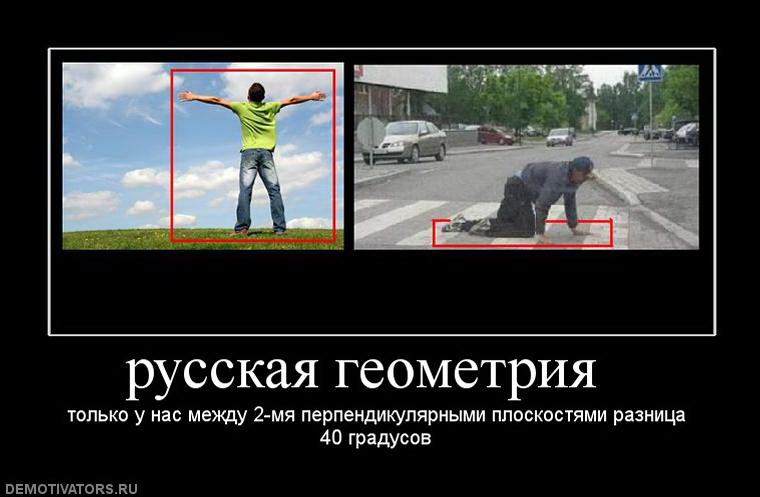 русская геометрия
только у нас между 2-мя перпендикулярными плоскостями разница
40 градусов
DEMOTIVATORS.RU